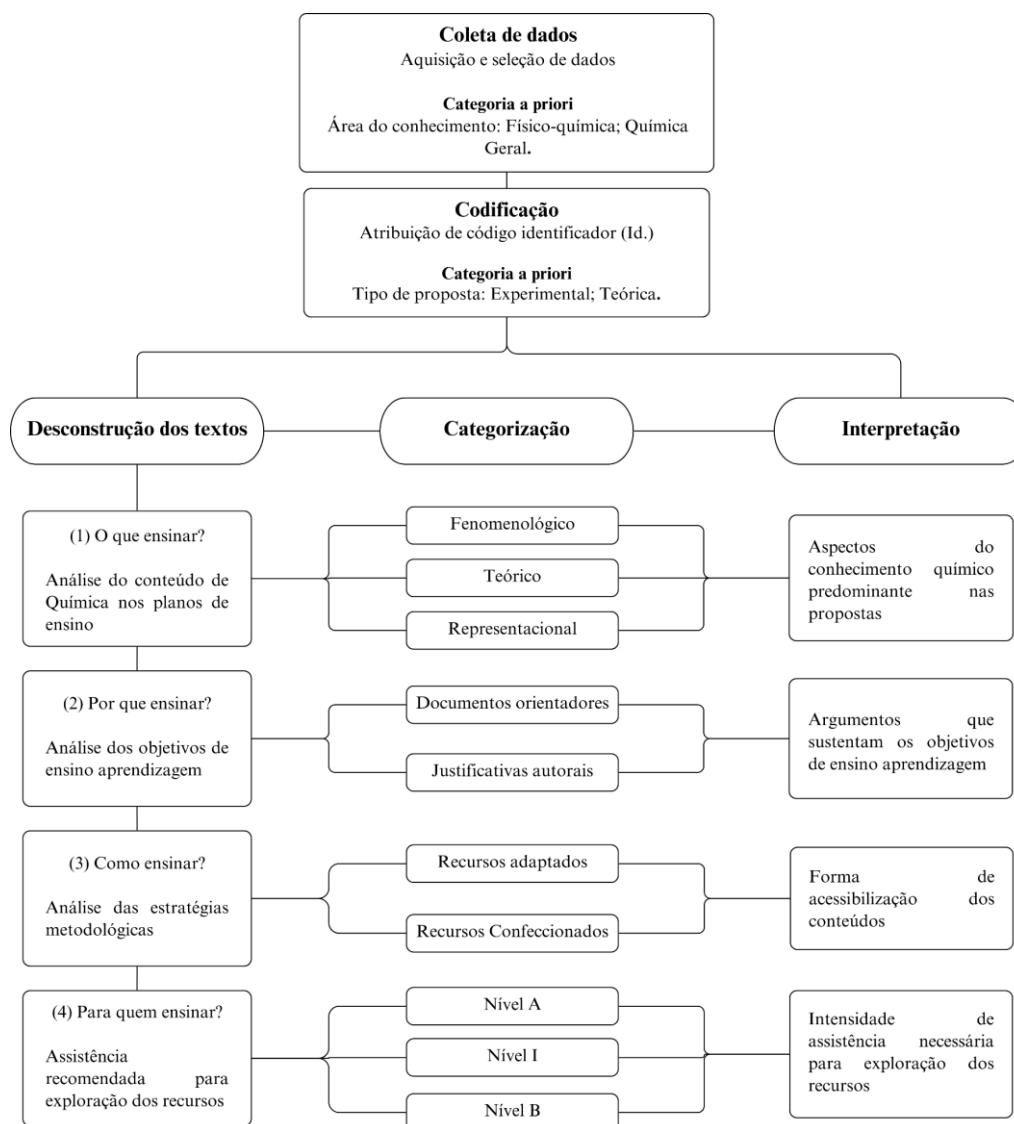 Coleta de dados
Aquisição e seleção de dados
Categoria a priori
Área do conhecimento: Físico-química; Química
Geral.
Codificação
Atribuição de código identificador (Id.)
Categoria a priori
Tipo de proposta: Experimental; Teórica.
Desconstrução dos textos
Categorização
Interpretação
(1) O que ensinar?
Análise do conteúdo de
Química nos planos de
ensino
Fenomenológico
Teórico
Representacional
Aspectos do
conhecimento químico
predominante nas
propostas
(2) Por que ensinar?
Análise dos objetivos de
ensino aprendizagem
Documentos orientadores
Justificativas autorais
Argumentos que
sustentam os objetivos
de ensino aprendizagem
(3) Como ensinar?
Análise das estratégias
metodológicas
Recursos adaptados
Recursos Confeccionados
Forma de
acessibilização dos
conteúdos
(4) Para quem ensinar?
Assistência
recomendada para
exploração dos recursos
Nível A
Nível I
Nível B
Intensidade de
assistência necessária
para exploração dos
recursos